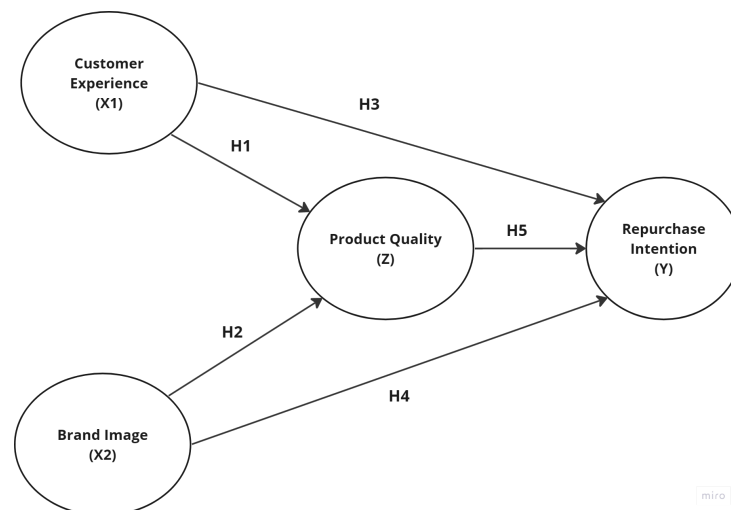 Customer
Experience
(X1)
H3
H1
Product Quality
(Z)
H5
Repurchase
Intention
(Y)
H2
H4
Brand Image
(X2)
miro